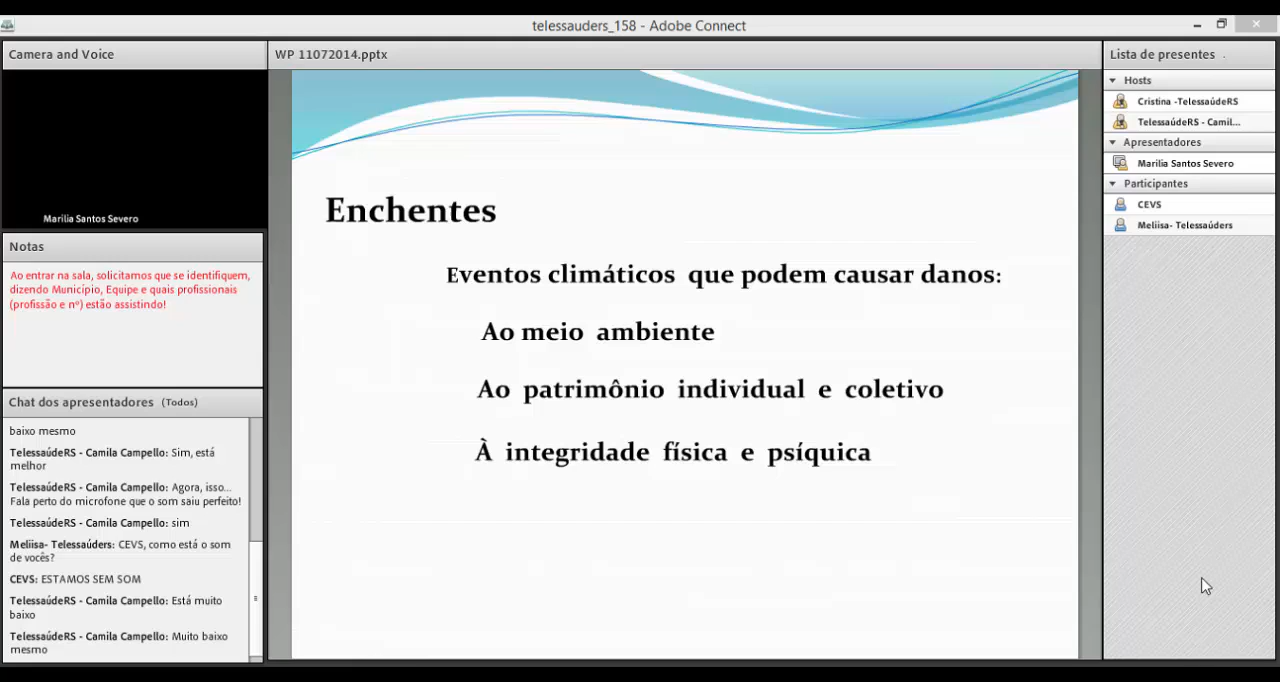 telessauders_158 - Adobe Connect
Camera and Voice
Marilia Santos Severo
Notas
Ao entrar na sala, solicitamos que se identifiquem,
dizendo Município, Equipe e quais profissionais
(profissão e nº) estão assistindo!
Chat dos apresentadores (Todos)
baixo mesmo
TelessaúdeRS - Camila Campello: Sim, está
melhor
TelessaúdeRS - Camila Campello: Agora, isso...
Fala perto do microfone que o som saiu perfeito!
TelessaúdeRS - Camila Campello: sim
Meliisa- Telessaúders: CEVS, como está o som
de vocês?
CEVS: ESTAMOS SEM SOM
TelessaúdeRS - Camila Campello: Está muito
baixo
TelessaúdeRS - Camila Campello: Muito baixo
mesmo
WP 11072014.pptx
Enchentes
Eventos climáticos que podem causar danos:
Ao meio ambiente
Ao patrimônio individual e coletivo
À integridade física e psíquica
Lista de presentes
Hosts
Cristina -TelessaúdeRS
TelessaúdeRS - Camil...
Apresentadores
Marilia Santos Severo
Participantes
CEVS
Meliisa- Telessaúders